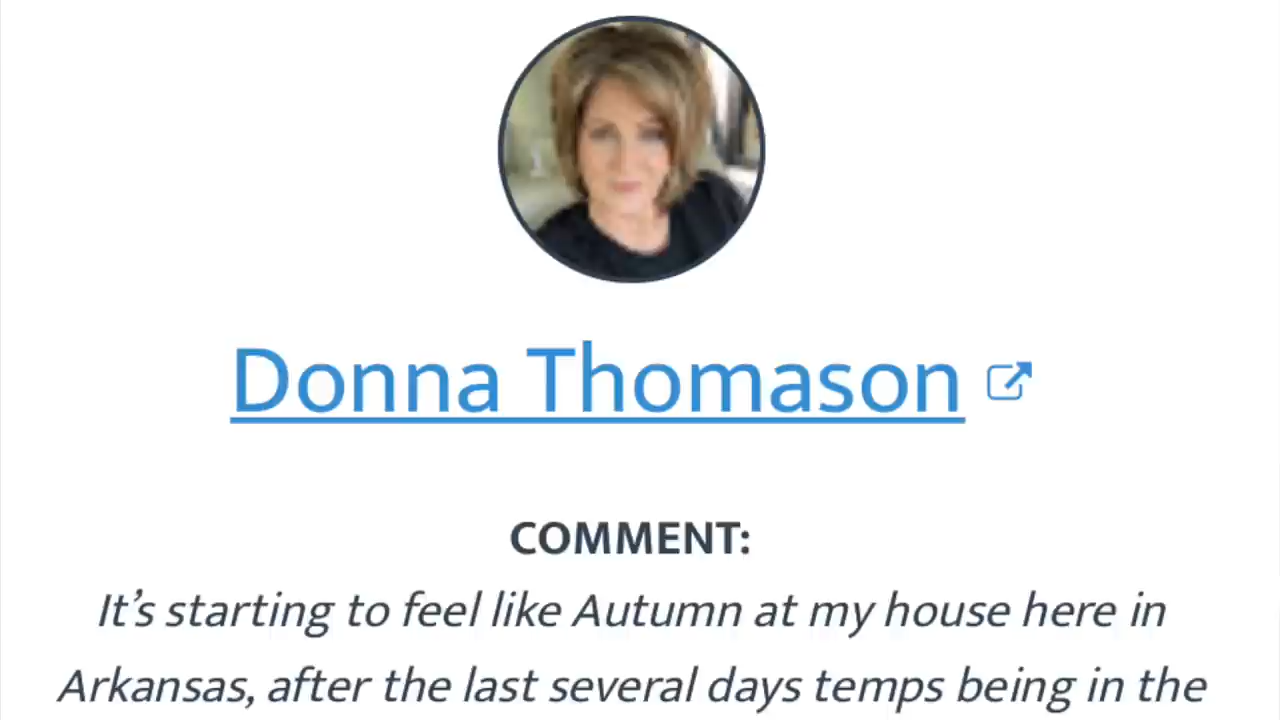 Donna Thomason
COMMENT:
It’s starting to feel like Autumn at my house here in
Arkansas, after the last several days temps being in the